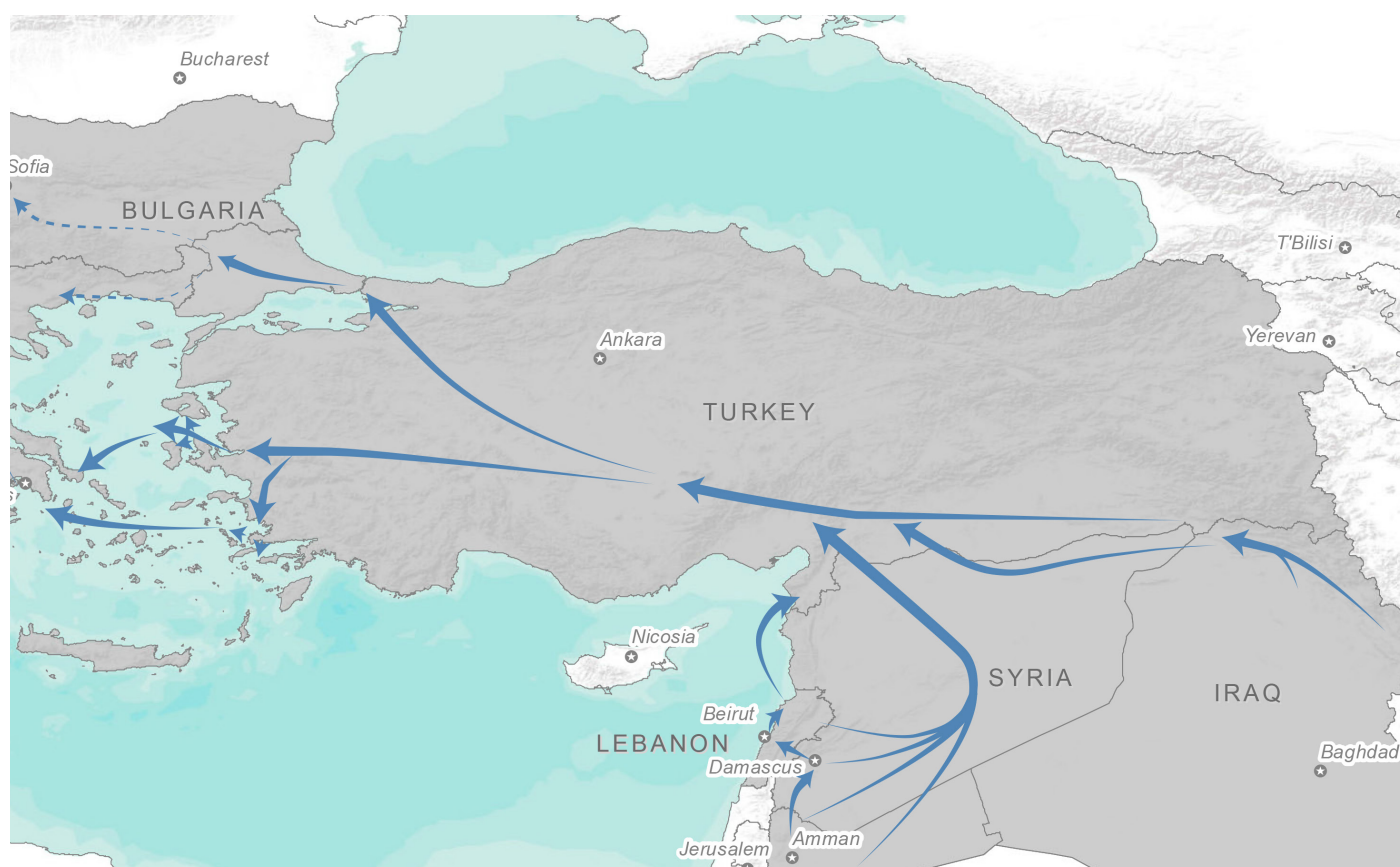 Bucharest
Sofia
BULGARIA
T'Bilisi
Ankara
Yerevan
TURKEY
Nicosia
SYRIA
IRAQ
Beirut
LEBANON
Damascus
Baghdad
Amman
Jerusalem